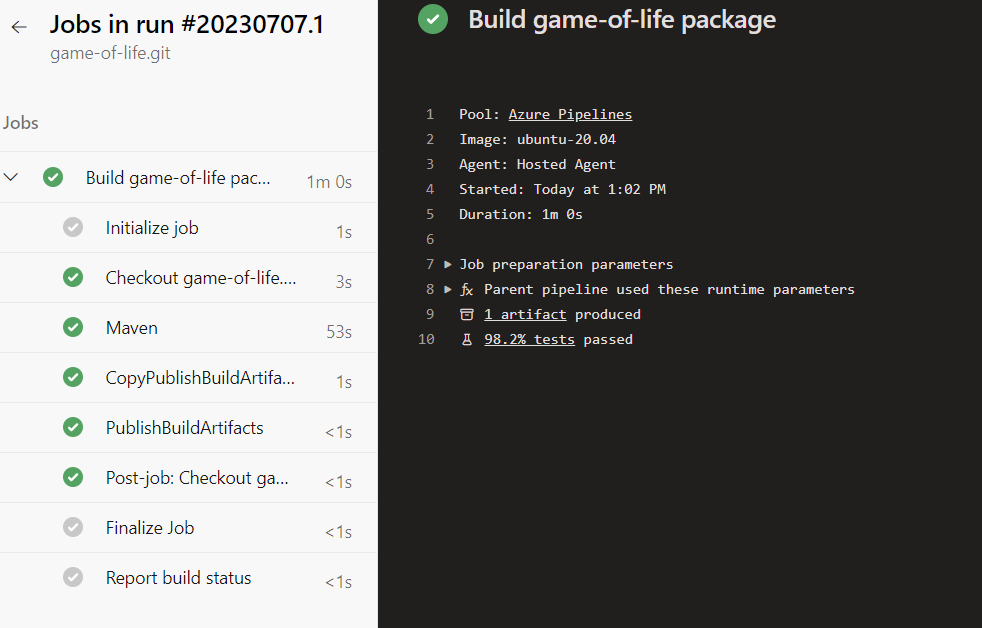 Jobs in run #20230707.1
game-of-life.git
Jobs
Build game-of-life pac... 1m 0s
Initialize job 1s
Checkout game-of-life.... 3s
Maven 53s
CopyPublishBuildArtifa... 1s
PublishBuildArtifacts <1s
Post-job: Checkout ga... <1s
Finalize Job <1s
Report build status <1s
Build game-of-life package
1 Pool: Azure Pipelines
2 Image: ubuntu-20.04
3 Agent: Hosted Agent
4 Started: Today at 1:02 PM
5 Duration: 1m 0s
6
7 Job preparation parameters
8 fx Parent pipeline used these runtime parameters
9 1 artifact produced
10 98.2% tests passed